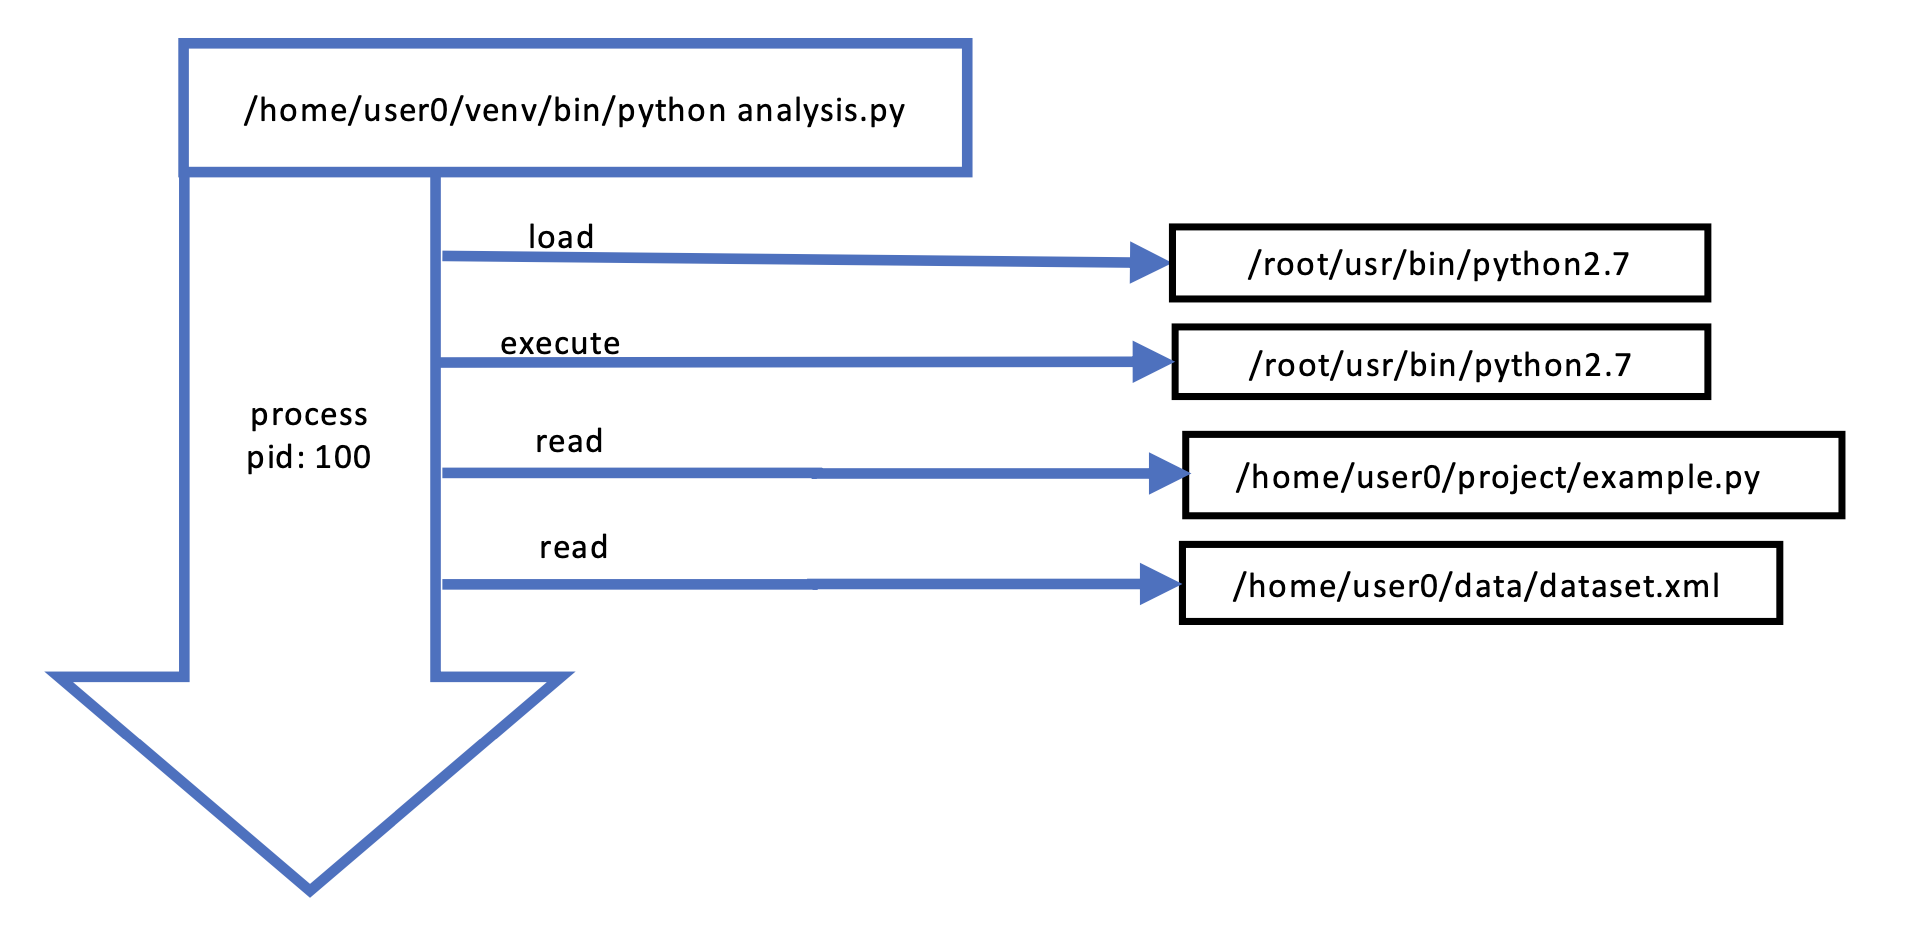 /home/user0/venv/bin/python analysis.py
load
/root/usr/bin/python2.7
execute
/root/usr/bin/python2.7
process
pid: 100
read
/home/user0/project/example.py
read
/home/user0/data/dataset.xml